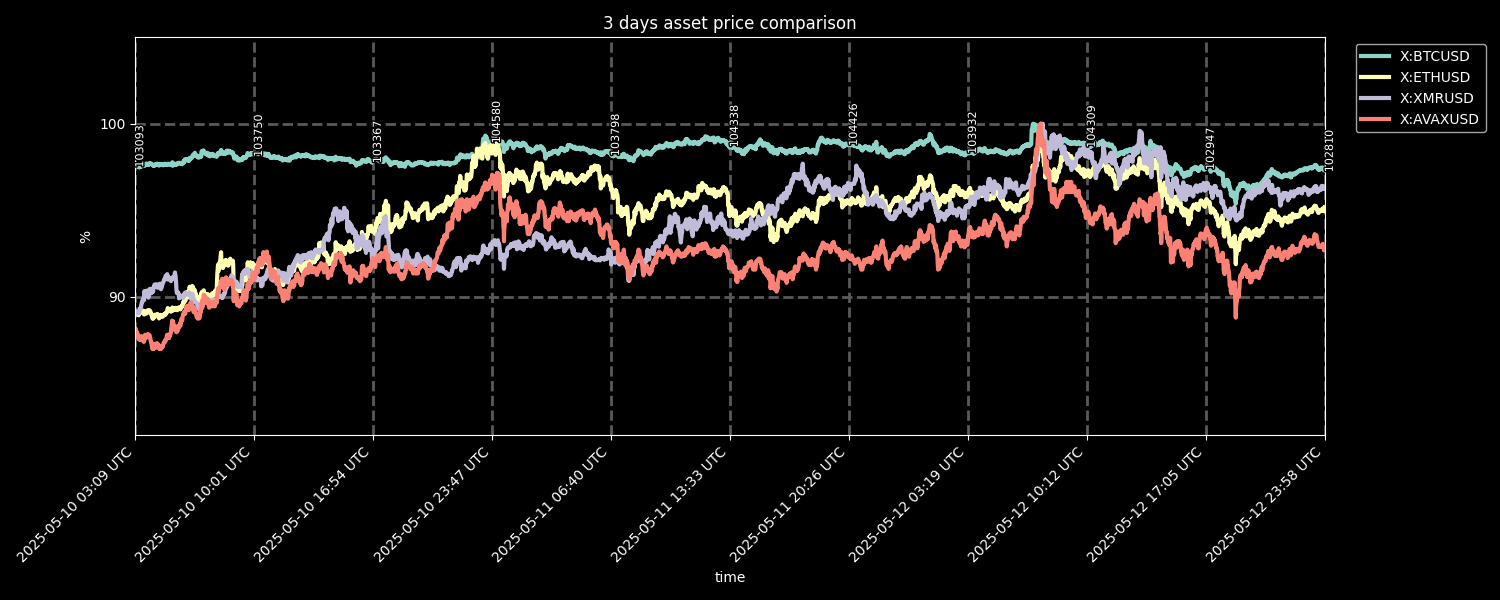 3 days asset price comparison
X:BTCUSD
X:ETHUSD
X:XMRUSD
X:AVAXUSD
100
90
%
103093
103750
103367
104580
103798
104338
104426
103932
104309
102947
102810
2025-05-10 03:09 UTC
2025-05-10 10:01 UTC
2025-05-10 16:54 UTC
2025-05-10 23:47 UTC
2025-05-11 06:40 UTC
2025-05-11 13:33 UTC
2025-05-11 20:26 UTC
2025-05-12 03:19 UTC
2025-05-12 10:12 UTC
2025-05-12 17:05 UTC
2025-05-12 23:58 UTC
time